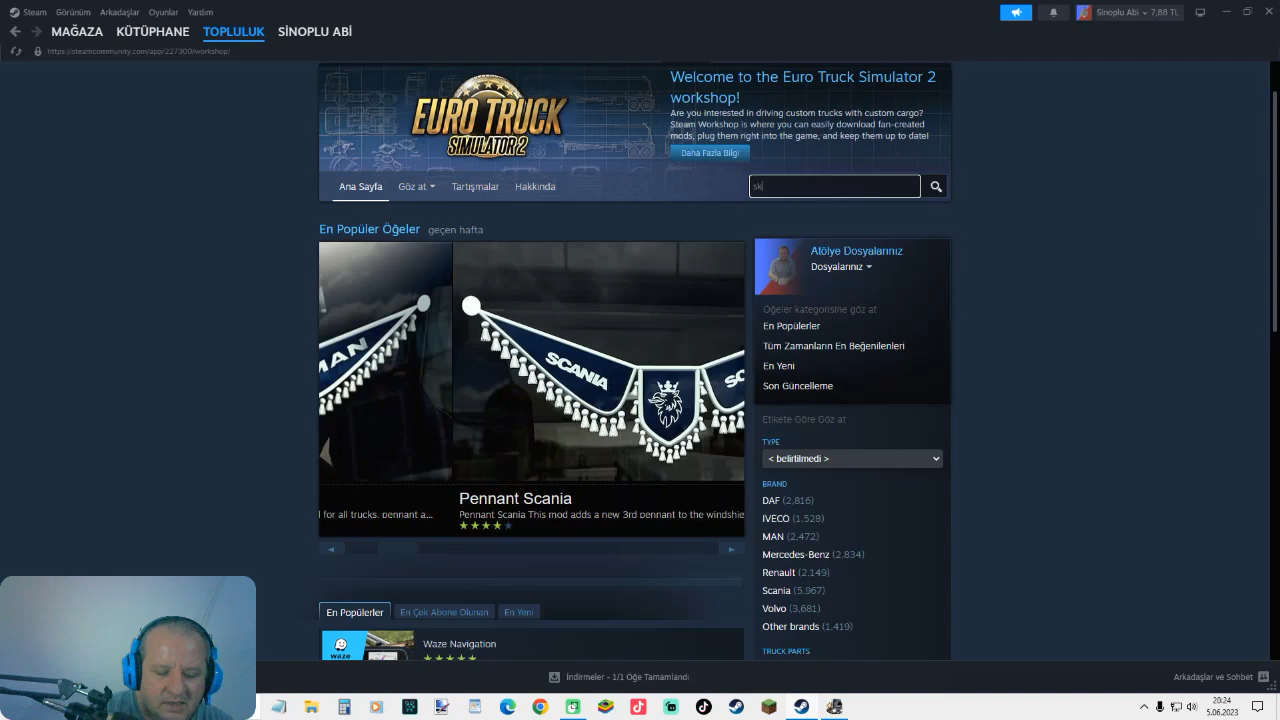 Steam Görünüm Arkadaşlar Oyunlar Yardım
Sinoplu Abi 7,88 TL
MAĞAZA KÜTÜPHANE TOPLULUK SİNOPLU ABİ
https://steamcommunity.com/app/227300/workshop/
EURO TRUCK
SIMULATOR 2
Welcome to the Euro Truck Simulator 2
workshop!
Are you interested in driving custom trucks with custom cargo?
Steam Workshop is where you can easily download fan-created
mods, plug them right into the game, and keep them up to date!
Daha Fazla Bilgi
Ana Sayfa Göz at Tartışmalar Hakkında
sk
En Popüler Öğeler geçen hafta
MAN
SCANIA
SC
Pennant Scania
l for all trucks. pennant a...
Pennant Scania This mod adds a new 3rd pennant to the windshie
Atölye Dosyalarınız
Dosyalarınız
Öğeler kategorisine göz at
En Popülerler
Tüm Zamanların En Beğenilenleri
En Yeni
Son Güncelleme
Etikete Göre Göz at
TYPE
< belirtilmedi >
BRAND
DAF (2,816)
IVECO (1,528)
MAN (2,472)
Mercedes-Benz (2,834)
Renault (2,149)
Scania (5,967)
Volvo (3,681)
Other brands (1,419)
TRUCK PARTS
En Popülerler En Çok Abone Olunan En Yeni
waze
Waze Navigation
İndirmeler - 1/1 Öğe Tamamlandı
Arkadaşlar ve Sohbet
20:24
5.06.2023